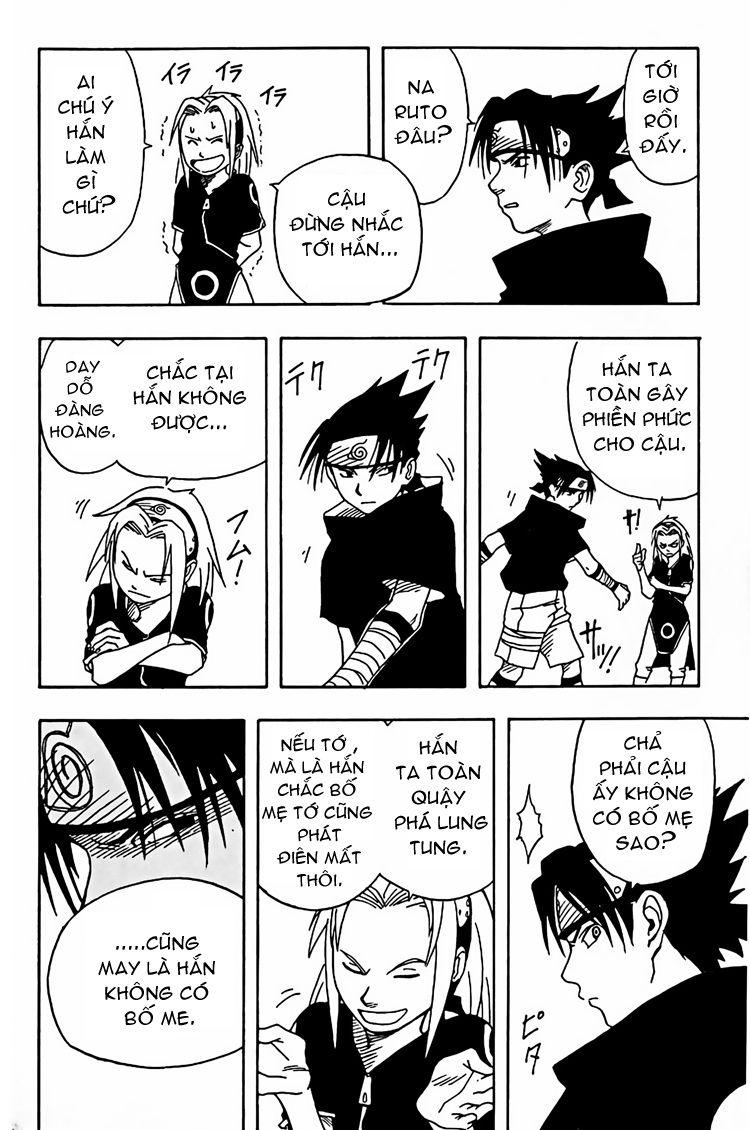 TỚI
GIỜ
RỒI
ĐẤY.
NA
RUTO
ĐÂU?
CẬU
ĐỪNG NHẮC
TỚI HẮN...
イラ
イラ
イラ
AI
CHÚ Ý
HẮN
LÀM
GÌ
CHỨ?
HẮN TA
TOÀN GÂY
PHIỀN PHỨC
CHO CẬU.
ザッ!!
テク
テク
CHẮC TẠI
HẮN KHÔNG
ĐƯỢC...
DAY
DỖ
ĐÀNG
HOÀNG.
フム!
CHẢ
PHẢI CẬU
ẤY KHÔNG
CÓ BỐ MẸ
SAO?
ピタ
HẮN
TA TOÀN
QUẬY
PHÁ LUNG
TUNG.
NẾU TỚ ,
MÀ LÀ HẮN
CHẮC BỐ
MẸ TỚ CŨNG
PHÁT
ĐIÊN MẤT
THÔI.
.....CŨNG
MAY LÀ HẮN
KHÔNG CÓ
BỐ MẸ.